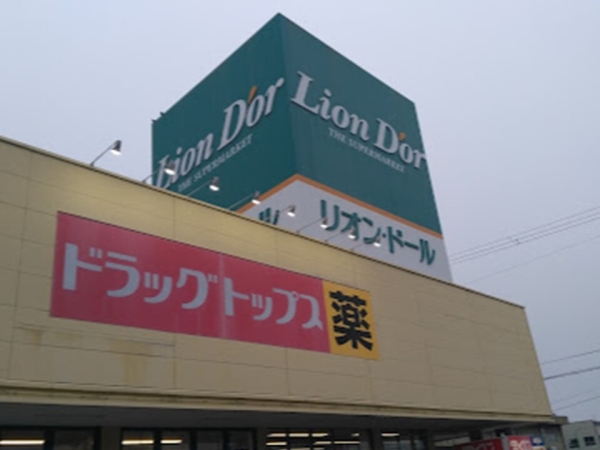 Lion D'or
THE SUPERMARKET
Lion D'or
THE SUPERMARKET
リオン・ドール
ル
ドラッグトップス 薬